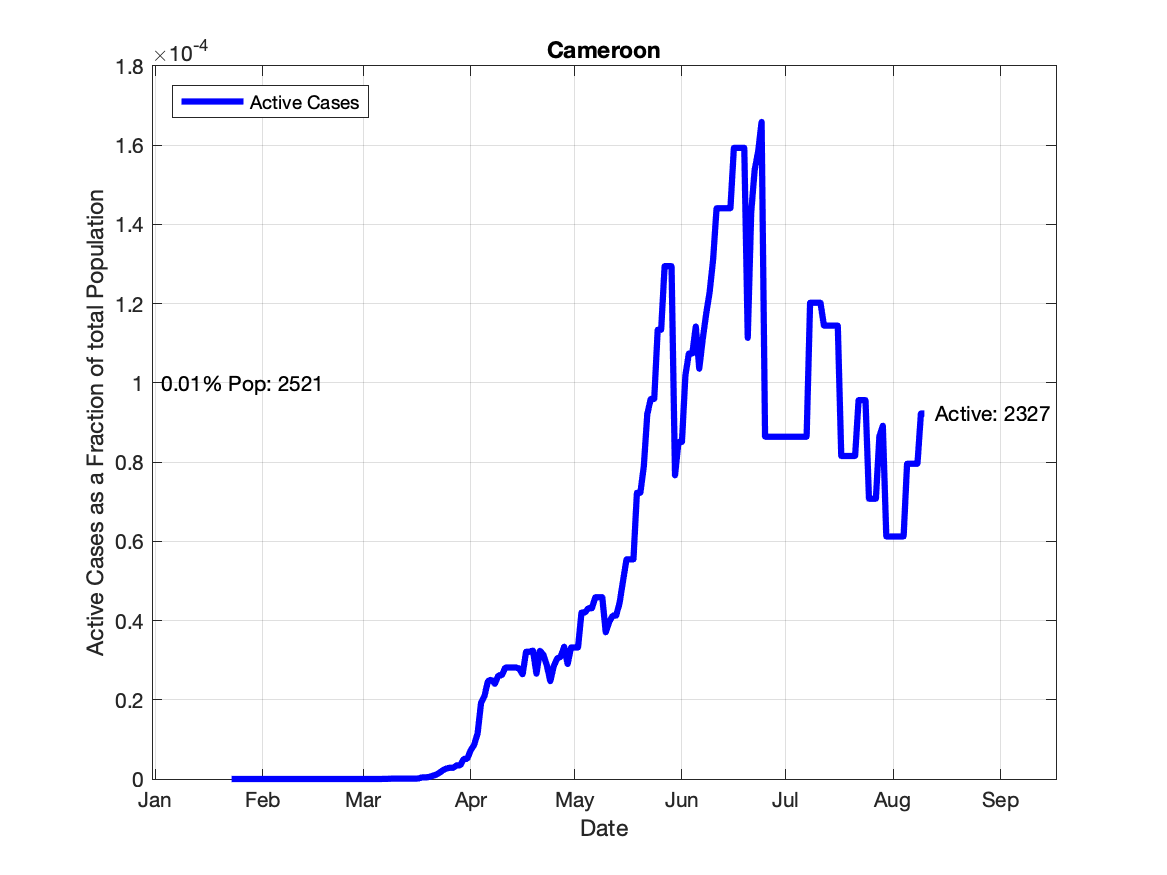 Cameroon
×10-4
Active Cases
1.8
1.6
1.4
1.2
1
0.8
0.6
0.4
0.2
0
Active Cases as a Fraction of total Population
0.01% Pop: 2521
Active: 2327
Jan Feb Mar Apr May Jun Jul Aug Sep
Date